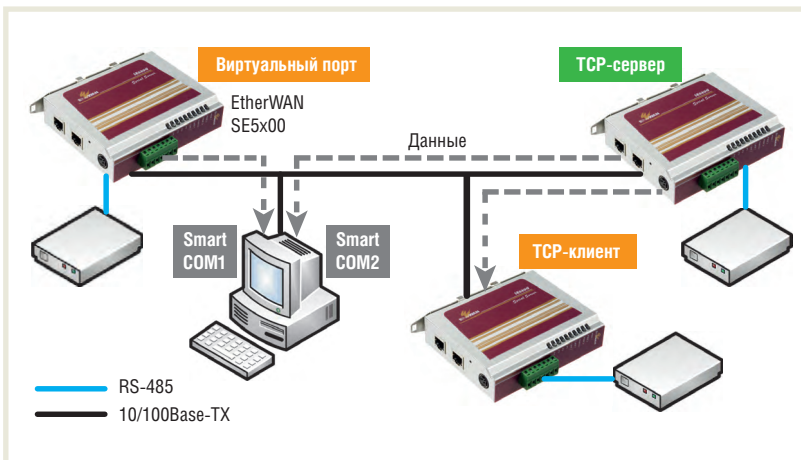 Виртуальный порт
TCP-сервер
EtherWAN
SE5x00
Данные
Smart
COM1
Smart
COM2
TCP-клиент
RS-485
10/100Base-TX